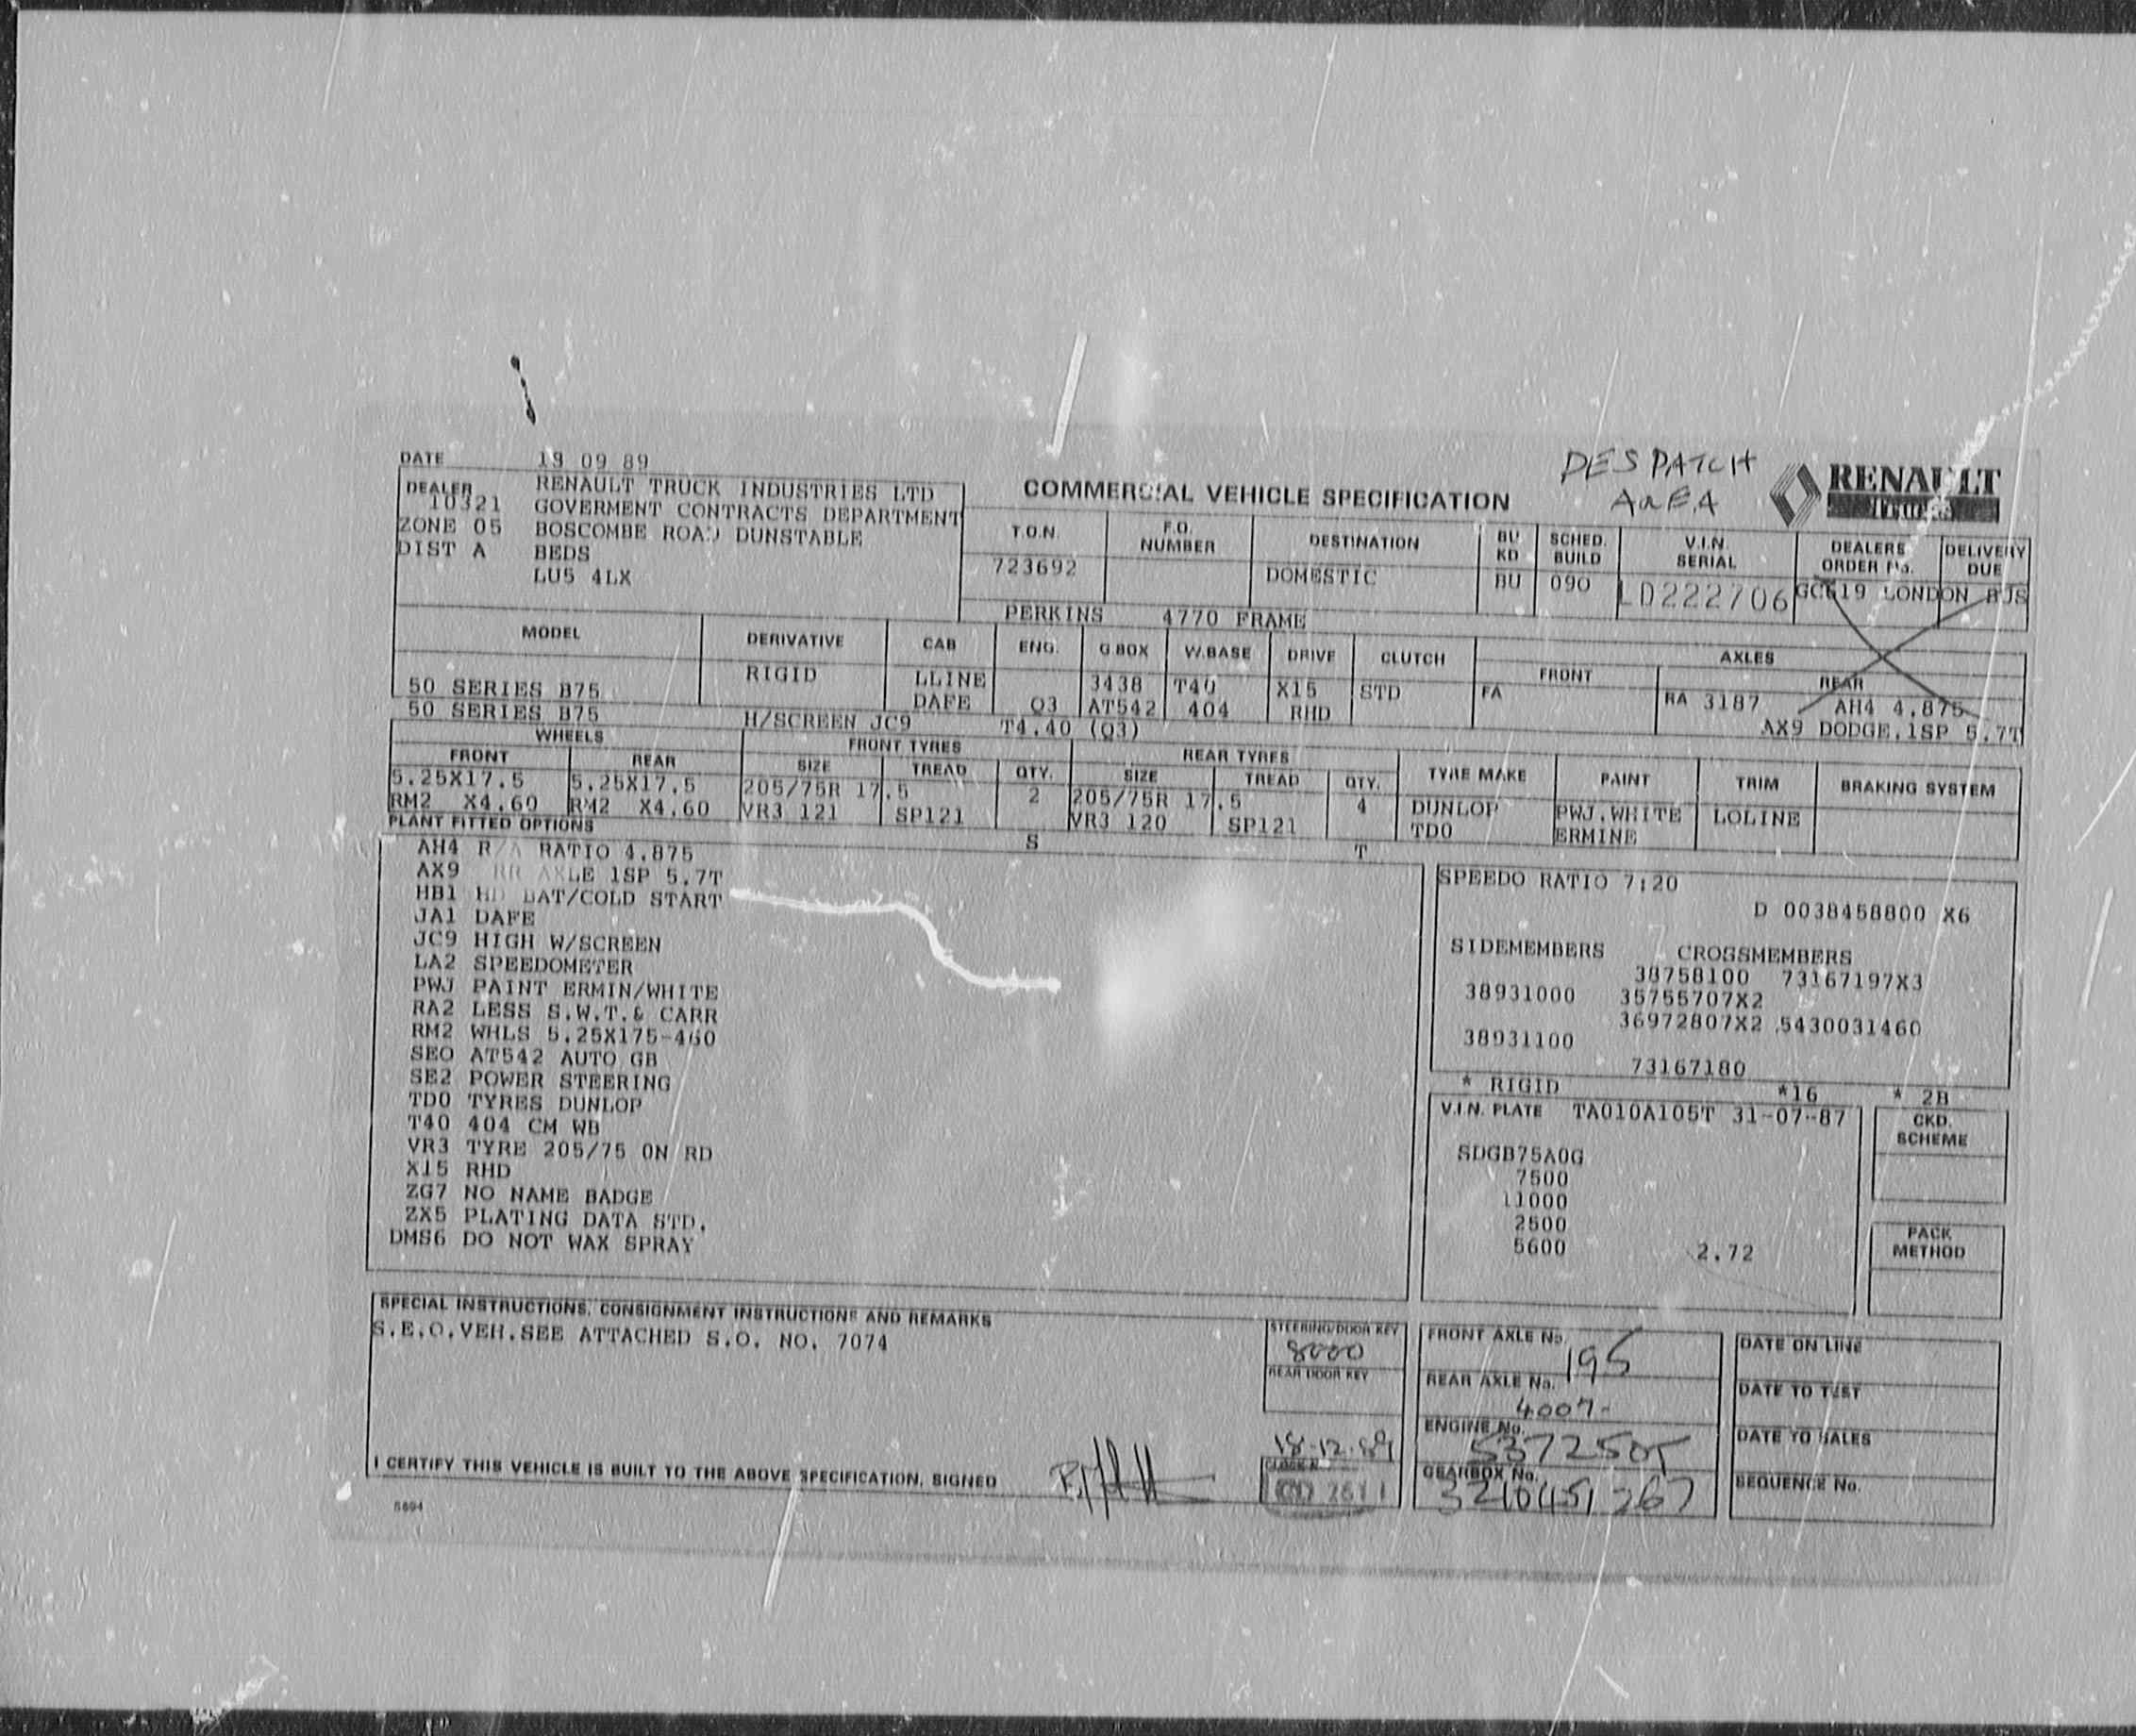 DATE 13 09 89
DESPATCH
AREA
RENAULT
Trucks
DEALER RENAULT TRUCK INDUSTRIES LTD
10321 GOVERMENT CONTRACTS DEPARTMENT
ZONE 05 BOSCOMBE ROAD DUNSTABLE
DIST A BEDS
LU5 4LX
COMMERCIAL VEHICLE SPECIFICATION
T.O.N. F.O. NUMBER DESTINATION BU KD SCHED. BUILD V.I.N. SERIAL DEALERS ORDER No. DELIVERY DUE
723692 DOMESTIC BU 090 LD222706 GC619 LONDON BJS
PERKINS 4770 FRAME
MODEL DERIVATIVE CAB ENG. G.BOX W.BASE DRIVE CLUTCH AXLES
FRONT REAR
RIGID LLINE 3438 T40 X15 STD FA RA 3187 AH4 4.875
50 SERIES B75 DAFE Q3 AT542 404 RHD
50 SERIES B75 H/SCREEN JC9 T4.40 (Q3) AX9 DODGE.1SP 5.7T
WHEELS FRONT TYRES REAR TYRES
FRONT REAR SIZE TREAD QTY. SIZE TREAD QTY. TYRE MAKE PAINT TRIM BRAKING SYSTEM
5.25X17.5 5.25X17.5 205/75R 17.5 2 205/75R 17.5 4 DUNLOP PWJ.WHITE LOLINE
RM2 X4.60 RM2 X4.60 VR3 121 SP121 VR3 120 SP121 TD0 ERMINE
PLANT FITTED OPTIONS S T
AH4 R/A RATIO 4.875
AX9 RR AXLE 1SP 5.7T
HB1 HD BAT/COLD START
JA1 DAFE
JC9 HIGH W/SCREEN
LA2 SPEEDOMETER
PWJ PAINT ERMIN/WHITE
RA2 LESS S.W.T.& CARR
RM2 WHLS 5.25X175-460
SEO AT542 AUTO GB
SE2 POWER STEERING
TD0 TYRES DUNLOP
T40 404 CM WB
VR3 TYRE 205/75 ON RD
X15 RHD
ZG7 NO NAME BADGE
ZX5 PLATING DATA STD.
DMS6 DO NOT WAX SPRAY
SPEEDO RATIO 7:20
D 0038458800 X6
SIDEMEMBERS CROSSMEMBERS
38758100 73167197X3
38931000 35755707X2
36972807X2 5430031460
38931100
73167180
* RIGID *16 * 2B
V.I.N. PLATE TA010A105T 31-07-87
SDGB75A0G
7500
11000
2500
5600 2.72
CKD. SCHEME
PACK METHOD
SPECIAL INSTRUCTIONS, CONSIGNMENT INSTRUCTIONS AND REMARKS
S.E.O.VEH.SEE ATTACHED S.O. NO. 7074
STEERING/DOOR KEY
8000
REAR DOOR KEY
18-12-89
2611
FRONT AXLE No. 195
REAR AXLE No.
4007-
ENGINE No.
5372505
GEARBOX No.
3210451267
DATE ON LINE
DATE TO TEST
DATE TO SALES
SEQUENCE No.
I CERTIFY THIS VEHICLE IS BUILT TO THE ABOVE SPECIFICATION, SIGNED
5894